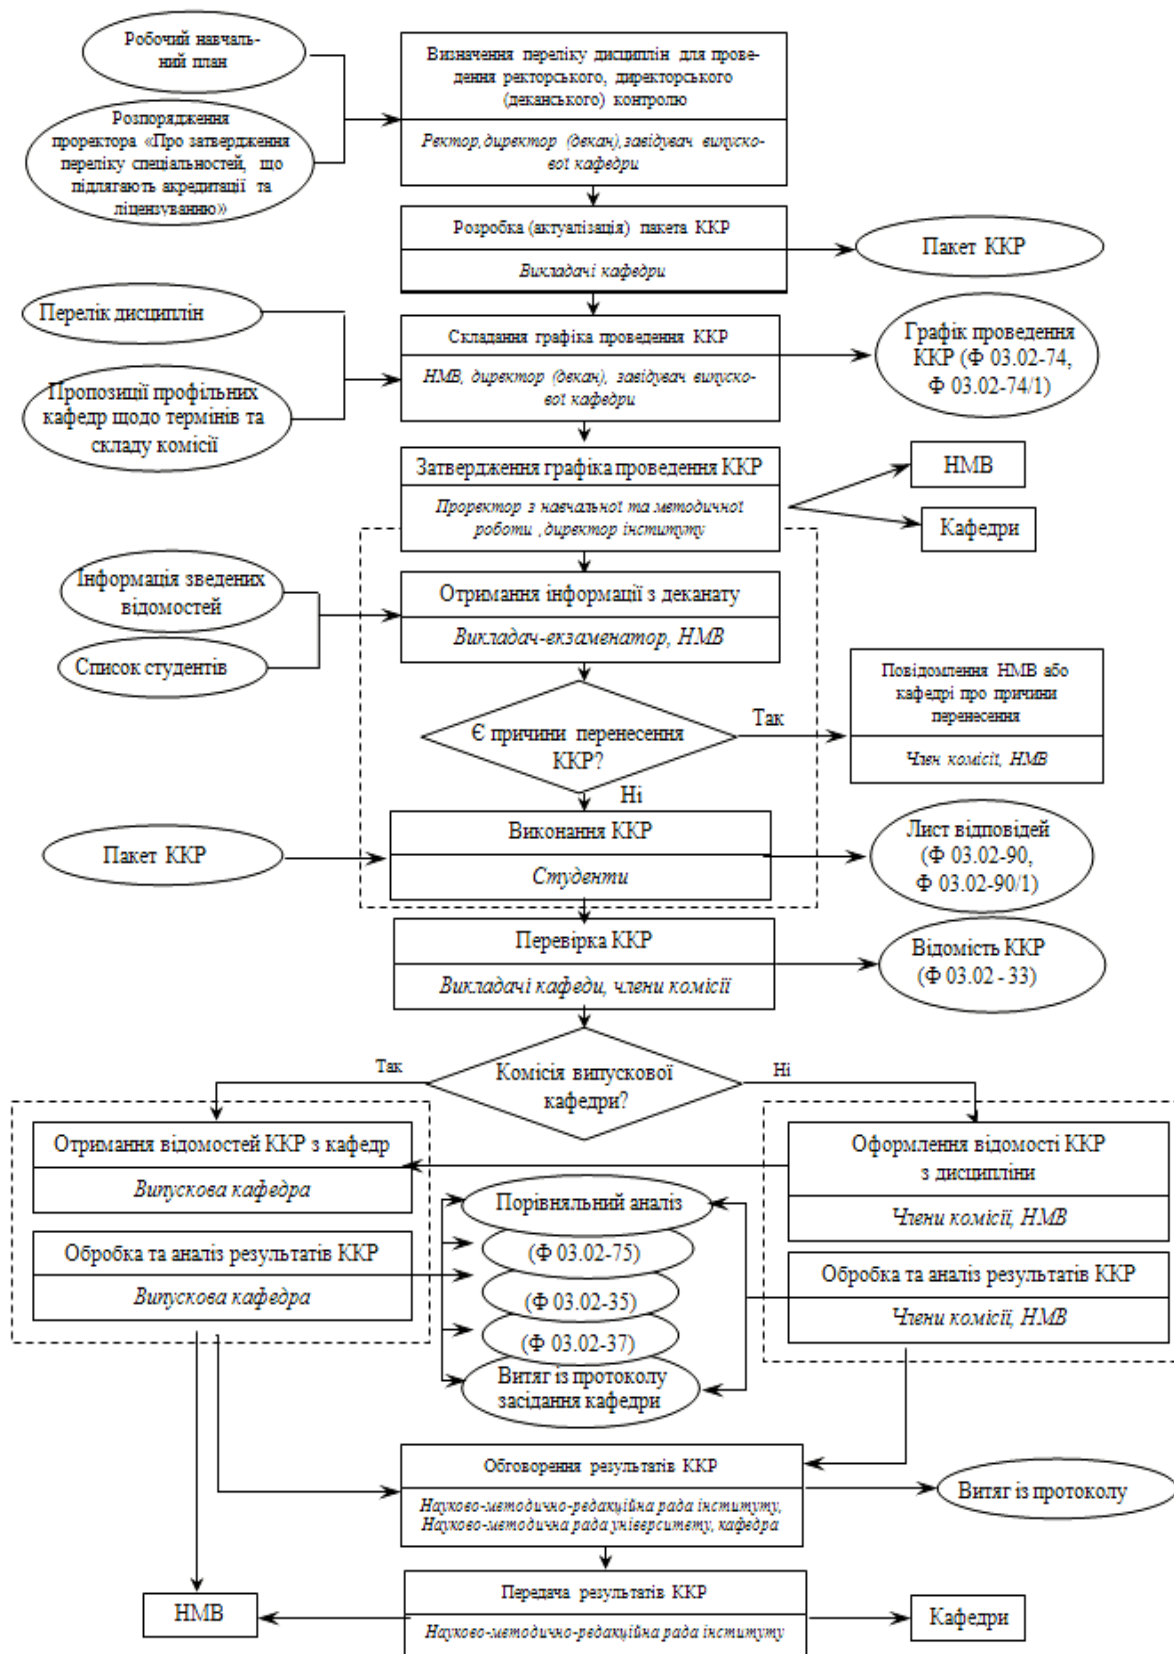 Робочий навчаль-
ний план
Визначення переліку дисциплін для прове-
дення ректорського, директорського
(деканського) контролю
Ректор, директор (декан), завідувач випуско-
вої кафедри
Розпорядження
проректора «Про затвердження
переліку спеціальностей, що
підлягають акредитації та
ліцензуванню»
Розробка (актуалізація) пакета ККР
Викладачі кафедри
Пакет ККР
Перелік дисциплін
Складання графіка проведення ККР
НМВ, директор (декан), завідувач випуско-
вої кафедри
Графік проведення
ККР (Ф 03.02-74,
Ф 03.02-74/1)
Пропозиції профільних
кафедр щодо термінів та
складу комісії
Затвердження графіка проведення ККР
Проректор з навчальної та методичної
роботи , директор інституту
НМВ
Кафедри
Інформація зведених
відомостей
Список студентів
Отримання інформації з деканату
Викладач-екзаменатор, НМВ
Є причини перенесення
ККР?
Так
Повідомлення НМВ або
кафедрі про причини
перенесення
Член комісії, НМВ
Ні
Пакет ККР
Виконання ККР
Студенти
Лист відповідей
(Ф 03.02-90,
Ф 03.02-90/1)
Перевірка ККР
Викладачі кафеди, члени комісії
Відомість ККР
(Ф 03.02 - 33)
Комісія випускової
кафедри?
Так
Ні
Отримання відомостей ККР з кафедр
Випускова кафедра
Оформлення відомості ККР
з дисципліни
Члени комісії, НМВ
Порівняльний аналіз
(Ф 03.02-75)
(Ф 03.02-35)
(Ф 03.02-37)
Витяг із протоколу
засідання кафедри
Обробка та аналіз результатів ККР
Випускова кафедра
Обробка та аналіз результатів ККР
Члени комісії, НМВ
Обговорення результатів ККР
Науково-методично-редакційна рада інституту,
Науково-методична рада університету, кафедра
Витяг із протоколу
Передача результатів ККР
Науково-методично-редакційна рада інституту
НМВ
Кафедри